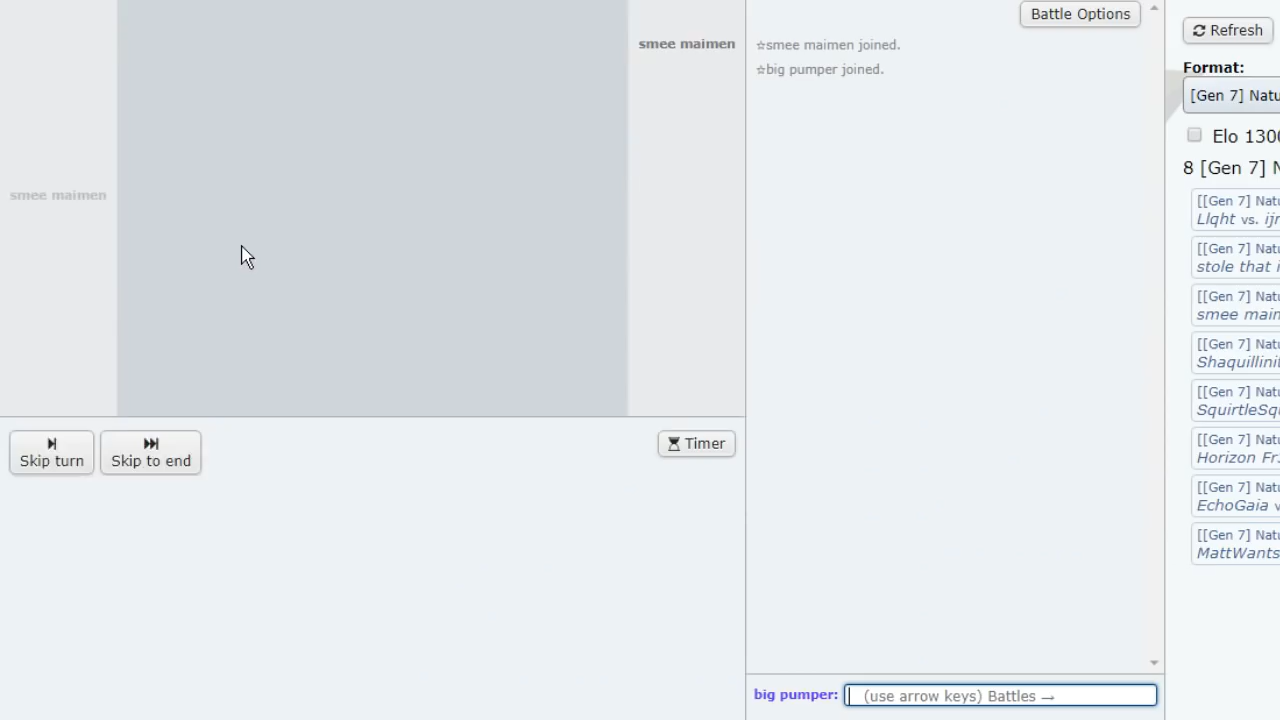 smee maimen
smee maimen
Skip turn
Skip to end
Timer
Battle Options
☆smee maimen joined.
☆big pumper joined.
big pumper:
(use arrow keys) Battles →
Refresh
Format:
[Gen 7] Natu
Elo 1300
8 [Gen 7] N
[[Gen 7] Natu
Llqht vs. ijr
[[Gen 7] Natu
stole that i
[[Gen 7] Natu
smee main
[[Gen 7] Natu
Shaquillinit
[[Gen 7] Natu
SquirtleSqu
[[Gen 7] Natu
Horizon Fr.
[[Gen 7] Natu
EchoGaia v
[[Gen 7] Natu
MattWants